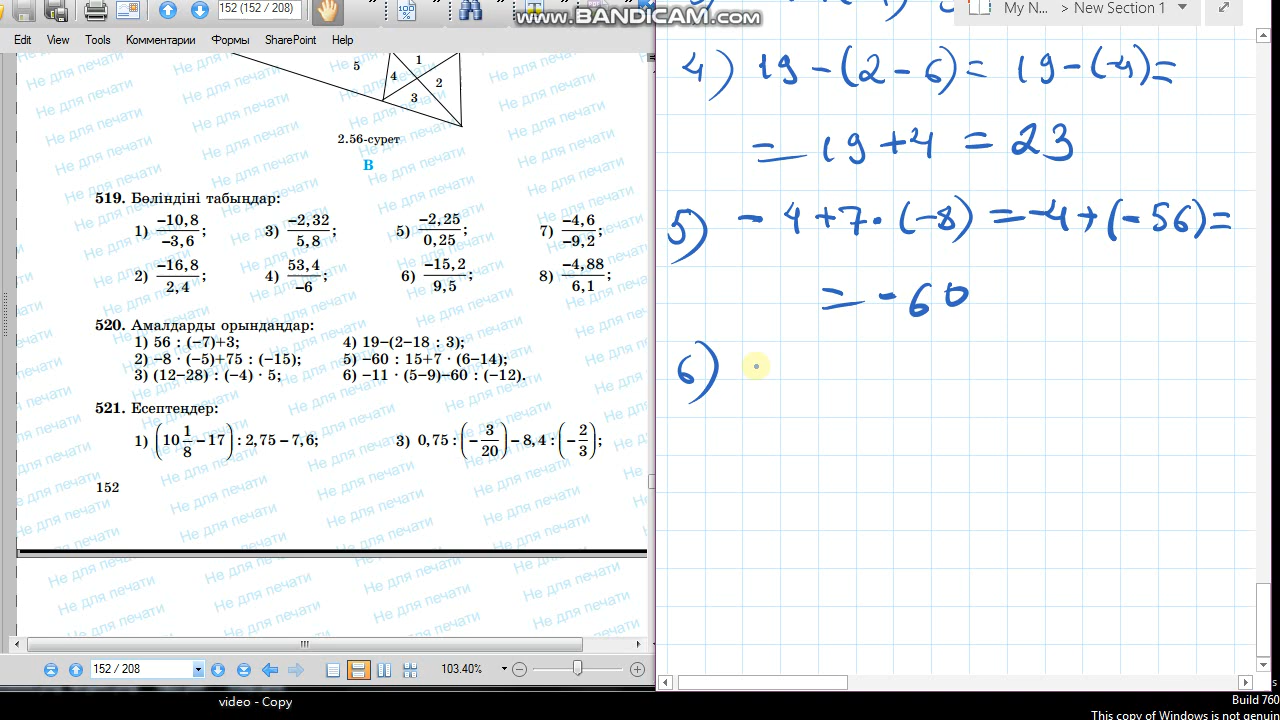 www.BANDICAM.com
152 (152 / 208)
My N... > New Section 1
Edit View Tools Комментарии Формы SharePoint Help
5
1
4
2
3
2.56-сурет
В
519. Бөліндіні табыңдар:
1) −10,8/−3,6; 3) −2,32/5,8; 5) −2,25/0,25; 7) −4,6/−9,2;
2) −16,8/2,4; 4) 53,4/−6; 6) −15,2/9,5; 8) −4,88/6,1;
520. Амалдарды орындаңдар:
1) 56 : (−7)+3; 4) 19−(2−18 : 3);
2) −8 · (−5)+75 : (−15); 5) −60 : 15+7 · (6−14);
3) (12−28) : (−4) · 5; 6) −11 · (5−9)−60 : (−12).
521. Есептеңдер:
1) (10 1/8 − 17) : 2,75 − 7,6; 3) 0,75 : (−3/20) − 8,4 : (−2/3);
152
Не для печати
4) 19 − (2 − 6) = 19 − (−4) =
= 19 + 4 = 23
5) − 4 + 7 · (−8) = −4 + (−56) =
= −60
6)
152 / 208
103.40%
video - Copy
Build 760
This copy of Windows is not genuin